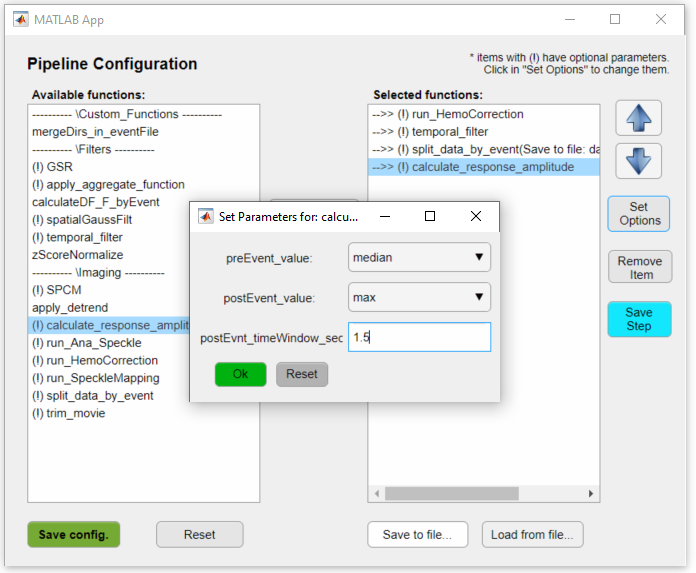 MATLAB App
Pipeline Configuration
* items with (!) have optional parameters.
Click in "Set Options" to change them.
Available functions:
---------- \Custom_Functions ----------
mergeDirs_in_eventFile
---------- \Filters ----------
(!) GSR
(!) apply_aggregate_function
calculateDF_F_byEvent
(!) spatialGaussFilt
(!) temporal_filter
zScoreNormalize
---------- \Imaging ----------
(!) SPCM
apply_detrend
(!) calculate_response_amplit
(!) run_Ana_Speckle
(!) run_HemoCorrection
(!) run_SpeckleMapping
(!) split_data_by_event
(!) trim_movie
Selected functions:
-->> (!) run_HemoCorrection
-->> (!) temporal_filter
-->> (!) split_data_by_event(Save to file: da
-->> (!) calculate_response_amplitude
Set
Options
Remove
Item
Save
Step
Set Parameters for: calcu...
preEvent_value:
median
postEvent_value:
max
postEvnt_timeWindow_sec
1.5
Ok
Reset
Save config.
Reset
Save to file...
Load from file...